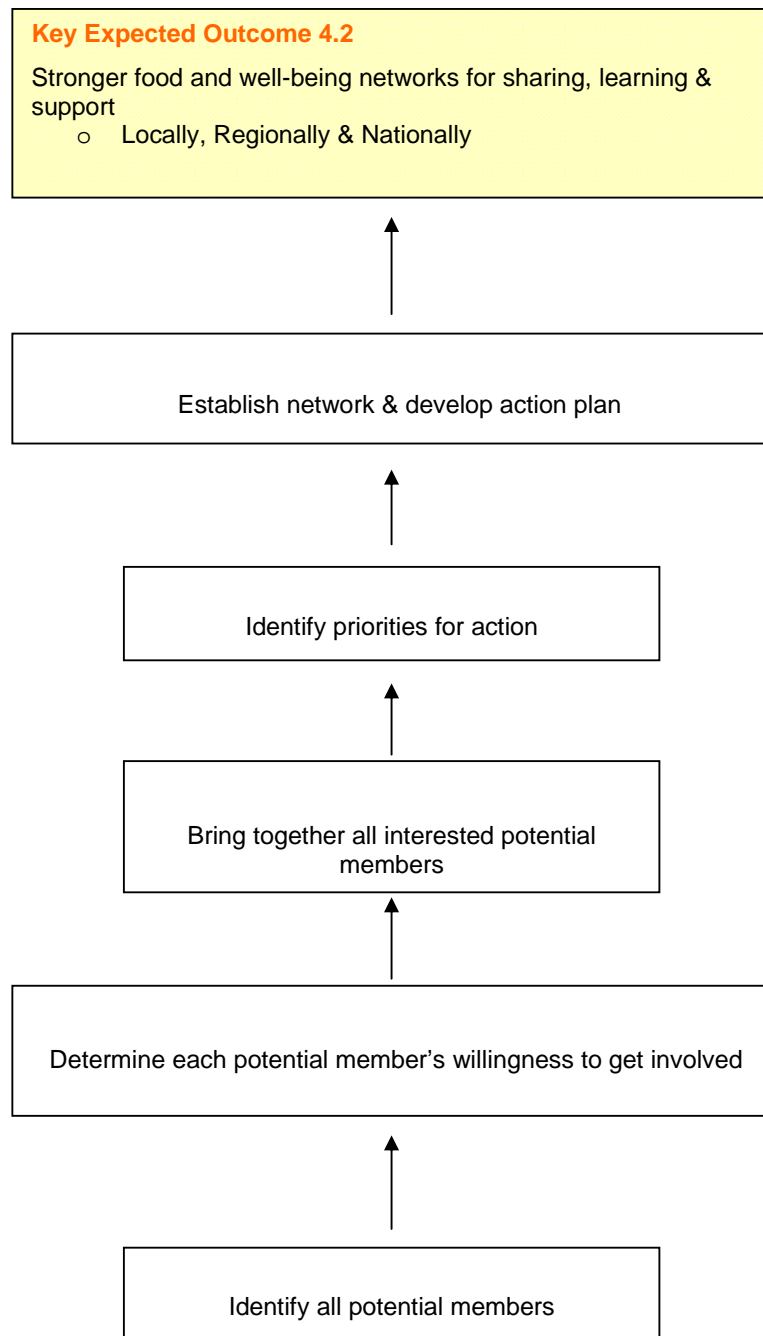 Key Expected Outcome 4.2
Stronger food and well-being networks for sharing, learning &
support
o Locally, Regionally & Nationally
Establish network & develop action plan
Identify priorities for action
Bring together all interested potential
members
Determine each potential member’s willingness to get involved
Identify all potential members